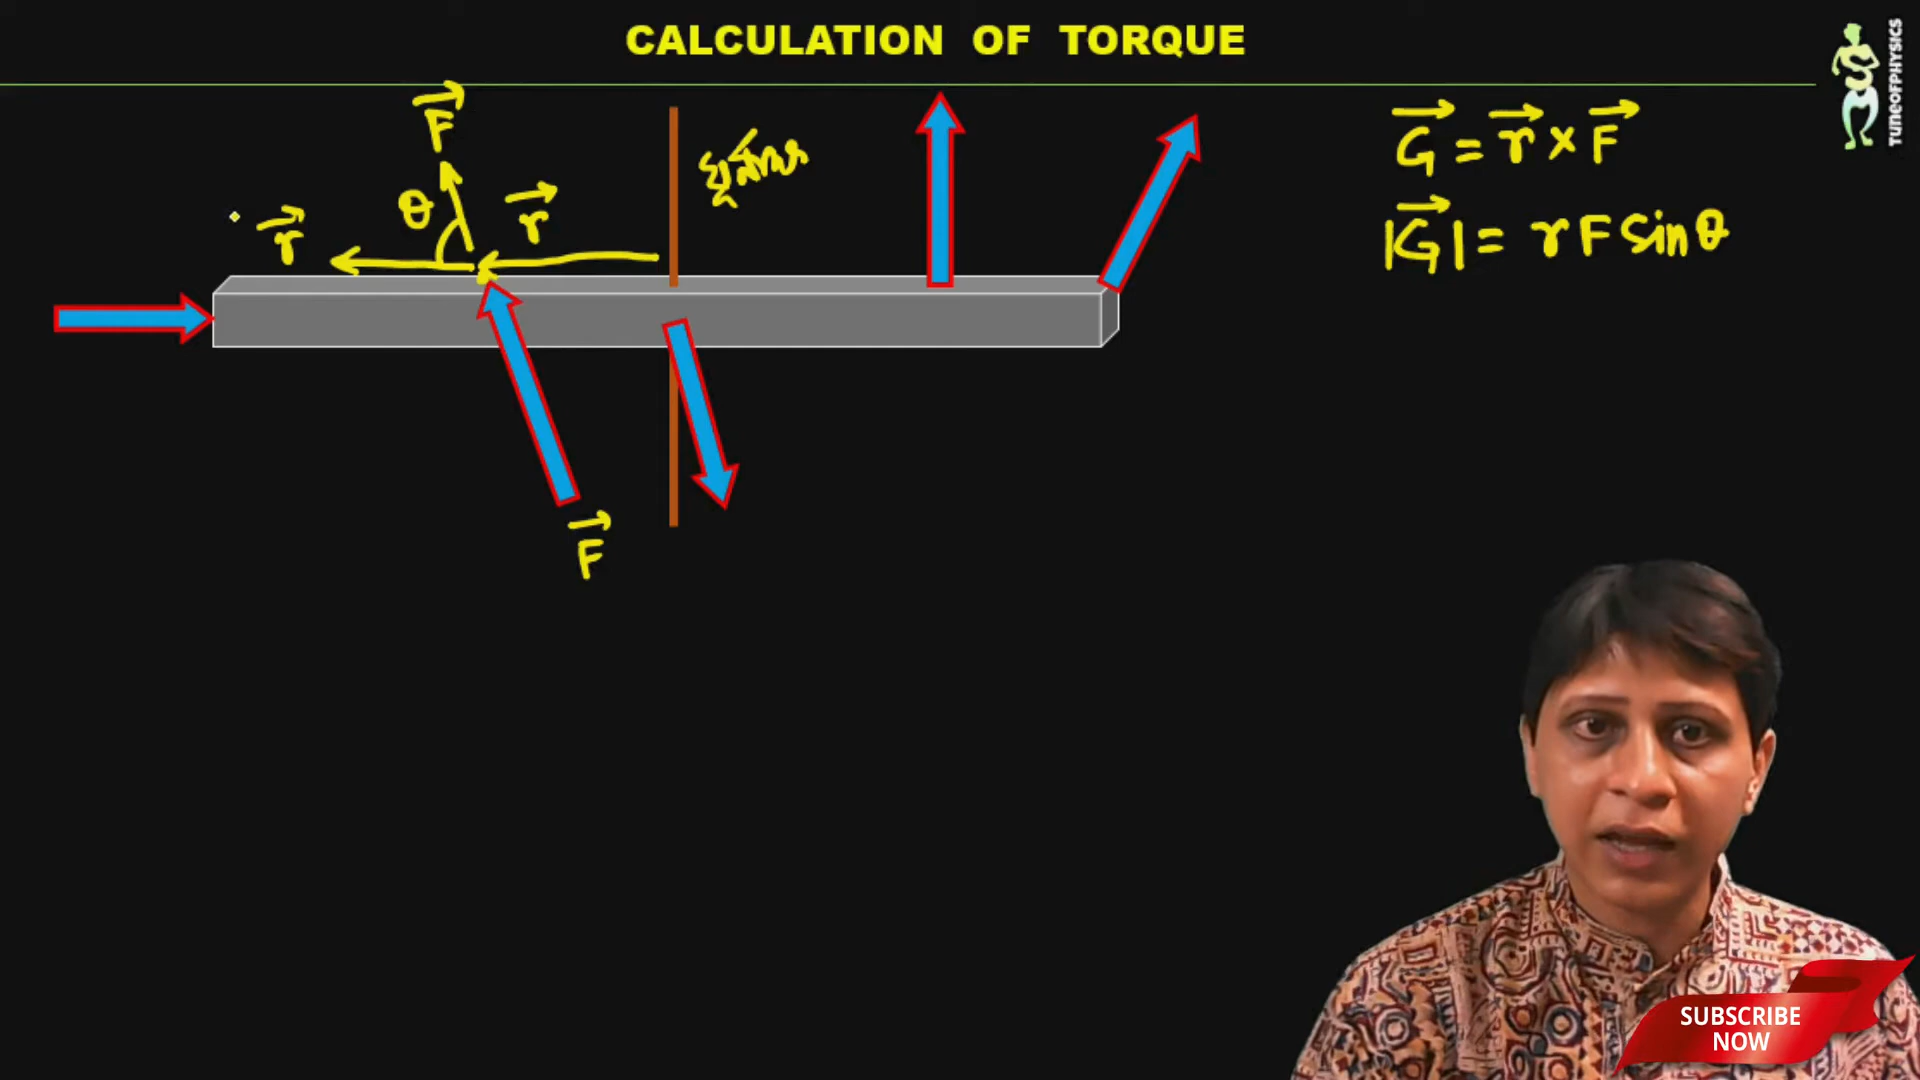 CALCULATION OF TORQUE
TUNEOFPHYSICS
F⃗
θ
r⃗
r⃗
F⃗
G⃗ = r⃗ × F⃗
|G⃗| = rF Sinθ
SUBSCRIBE
NOW